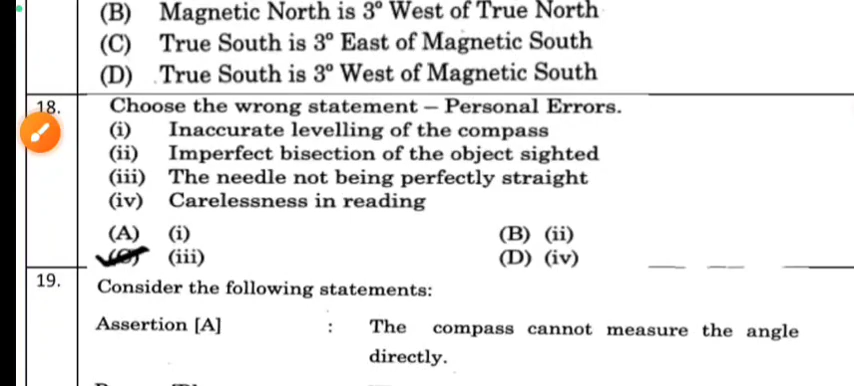 (B) Magnetic North is 3° West of True North
(C) True South is 3° East of Magnetic South
(D) True South is 3° West of Magnetic South
18. Choose the wrong statement – Personal Errors.
(i) Inaccurate levelling of the compass
(ii) Imperfect bisection of the object sighted
(iii) The needle not being perfectly straight
(iv) Carelessness in reading
(A) (i) (B) (ii)
(iii) (D) (iv)
19. Consider the following statements:
Assertion [A] : The compass cannot measure the angle
directly.